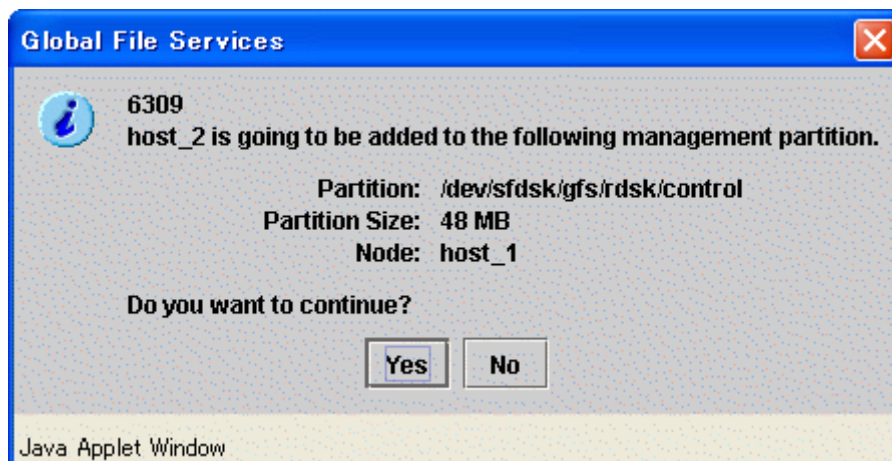 Global File Services
6309
host_2 is going to be added to the following management partition.
Partition: /dev/sfdsk/gfs/rdsk/control
Partition Size: 48 MB
Node: host_1
Do you want to continue?
Yes No
Java Applet Window